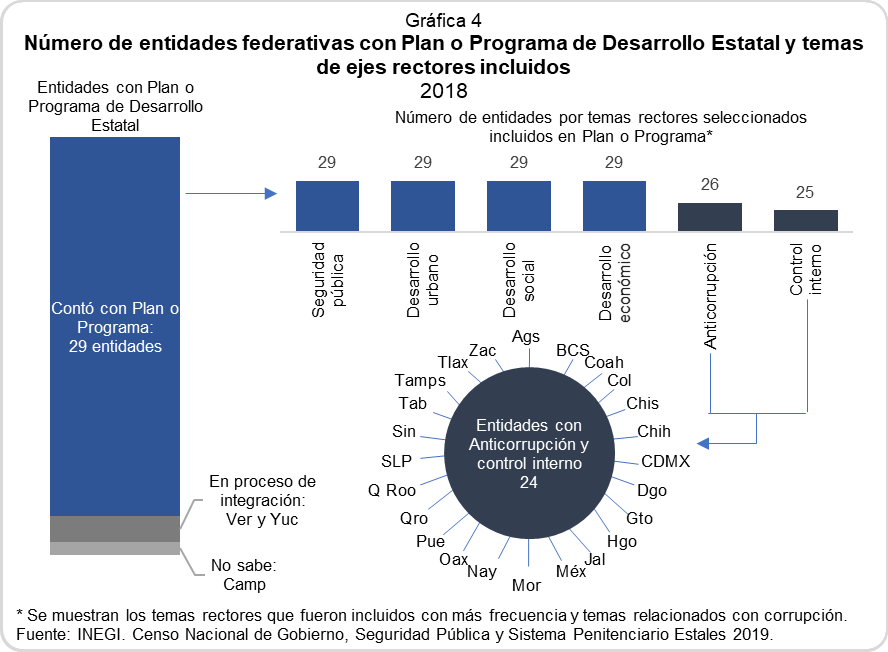 Gráfica 4
Número de entidades federativas con Plan o Programa de Desarrollo Estatal y temas
de ejes rectores incluidos
2018
Entidades con Plan o
Programa de Desarrollo
Estatal
Contó con Plan o
Programa:
29 entidades
En proceso de
integración:
Ver y Yuc
No sabe:
Camp
Número de entidades por temas rectores seleccionados
incluidos en Plan o Programa*
29
29
29
29
26
25
Seguridad
pública
Desarrollo
urbano
Desarrollo
social
Desarrollo
económico
Anticorrupción
Control
interno
Entidades con
Anticorrupción y
control interno
24
Ags
BCS
Coah
Col
Chis
Chih
CDMX
Dgo
Gto
Hgo
Jal
Méx
Mor
Nay
Oax
Pue
Qro
Q Roo
SLP
Sin
Tab
Tamps
Tlax
Zac
* Se muestran los temas rectores que fueron incluidos con más frecuencia y temas relacionados con corrupción.
Fuente: INEGI. Censo Nacional de Gobierno, Seguridad Pública y Sistema Penitenciario Estales 2019.